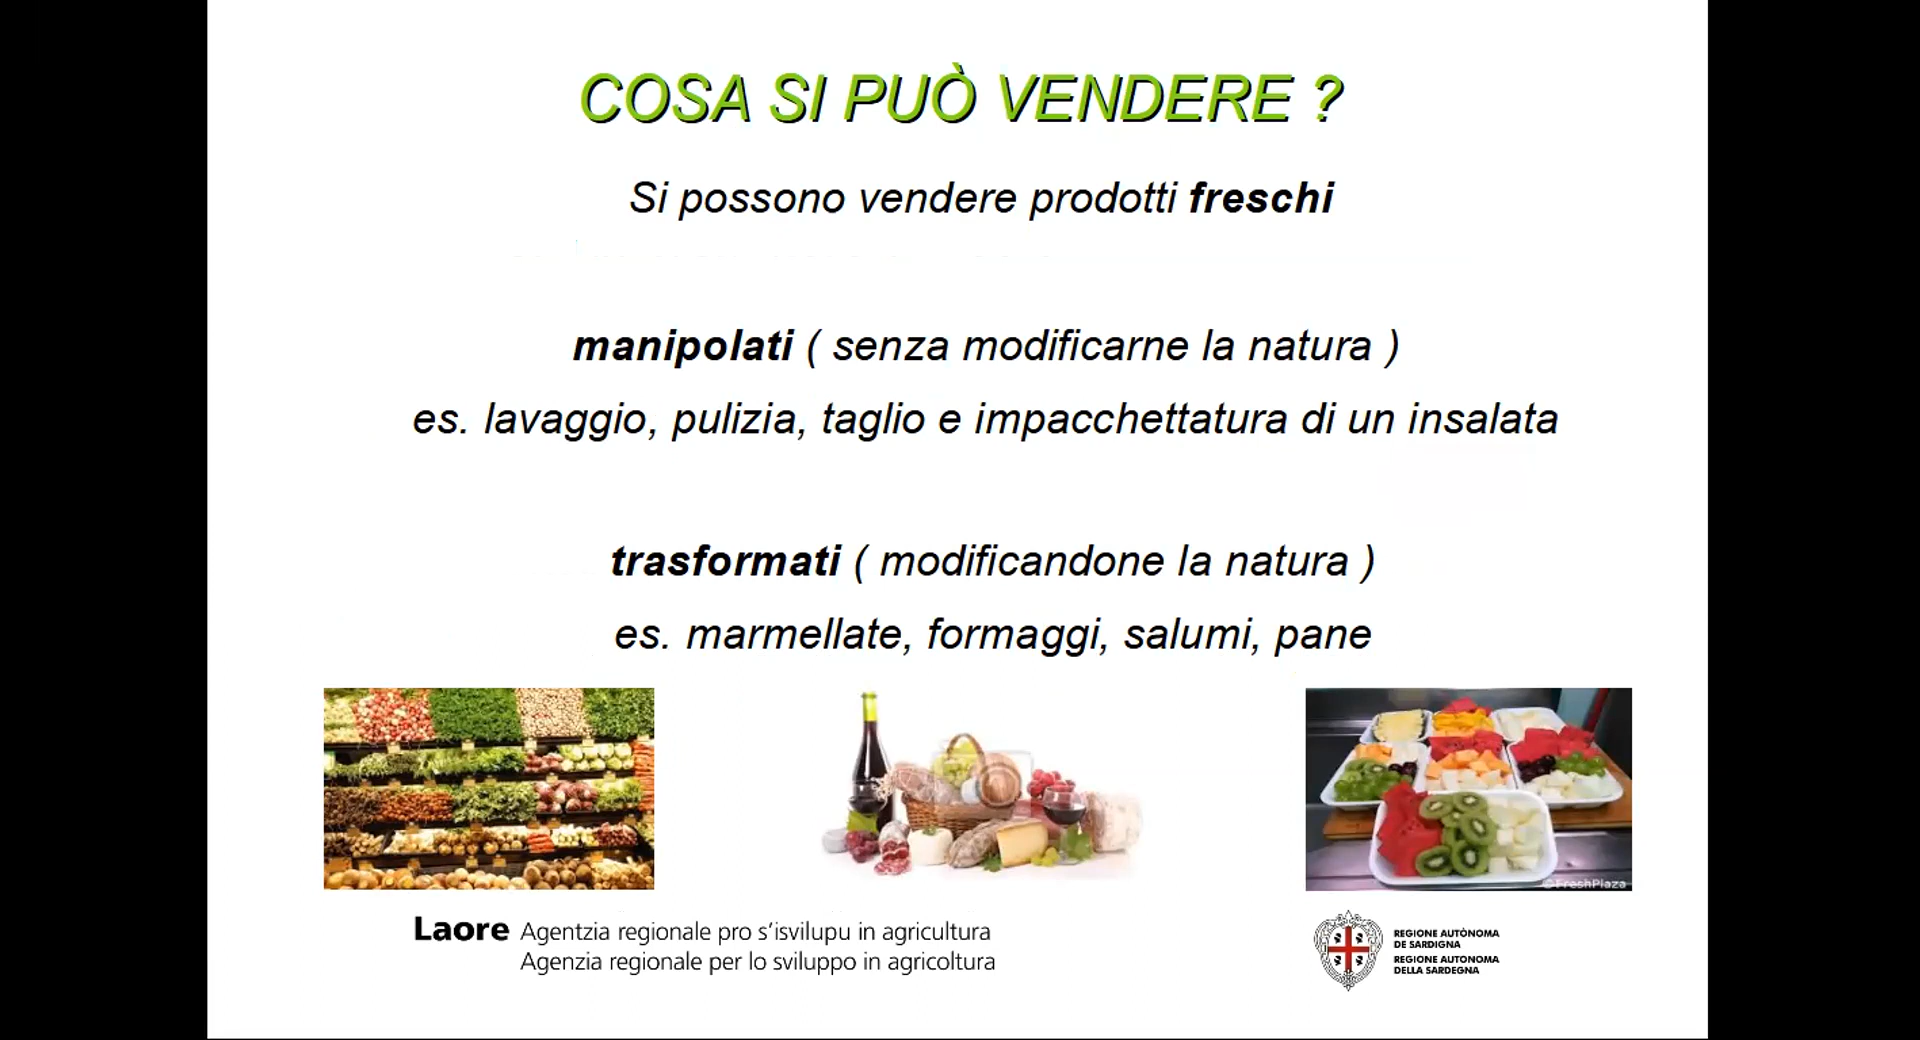 COSA SI PUÒ VENDERE ?
Si possono vendere prodotti freschi
manipolati ( senza modificarne la natura )
es. lavaggio, pulizia, taglio e impacchettatura di un insalata
trasformati ( modificandone la natura )
es. marmellate, formaggi, salumi, pane
©FreshPlaza
Laore Agentzia regionale pro s'isvilupu in agricultura
Agenzia regionale per lo sviluppo in agricoltura
REGIONE AUTÒNOMA
DE SARDIGNA
REGIONE AUTONOMA
DELLA SARDEGNA